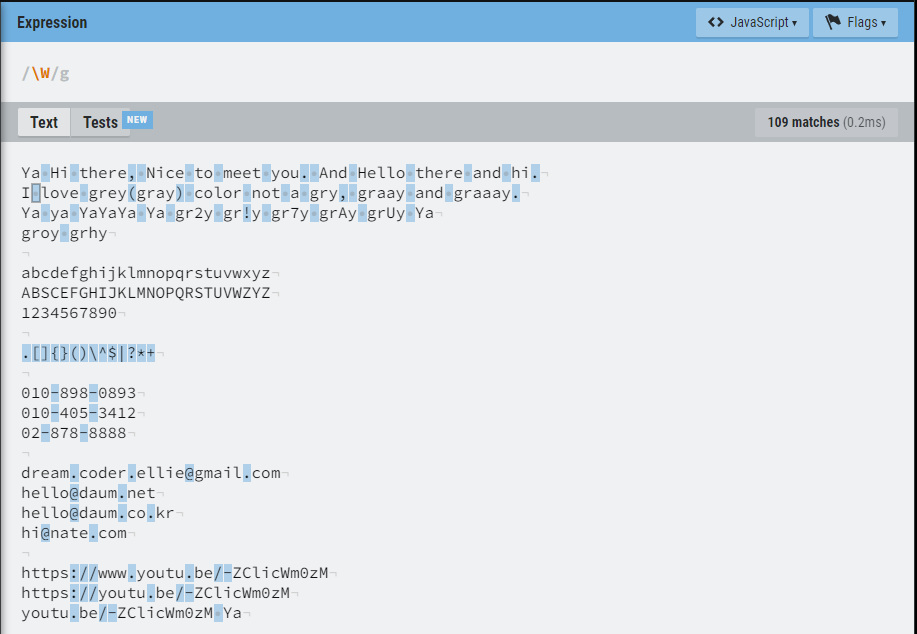 Expression
<> JavaScript ▾
Flags ▾
/\W/g
Text
Tests
NEW
109 matches (0.2ms)
Ya Hi there, Nice to meet you. And Hello there and hi.
I love grey(gray) color not a gry, graay and graaay.
Ya ya YaYaYa Ya gr2y gr!y gr7y grAy grUy Ya
groy grhy
abcdefghijklmnopqrstuvwxyz
ABSCEFGHIJKLMNOPQRSTUVWZYZ
1234567890
.[]{}()\^$|?*+
010-898-0893
010-405-3412
02-878-8888
dream.coder.ellie@gmail.com
hello@daum.net
hello@daum.co.kr
hi@nate.com
https://www.youtu.be/-ZClicWm0zM
https://youtu.be/-ZClicWm0zM
youtu.be/-ZClicWm0zM Ya